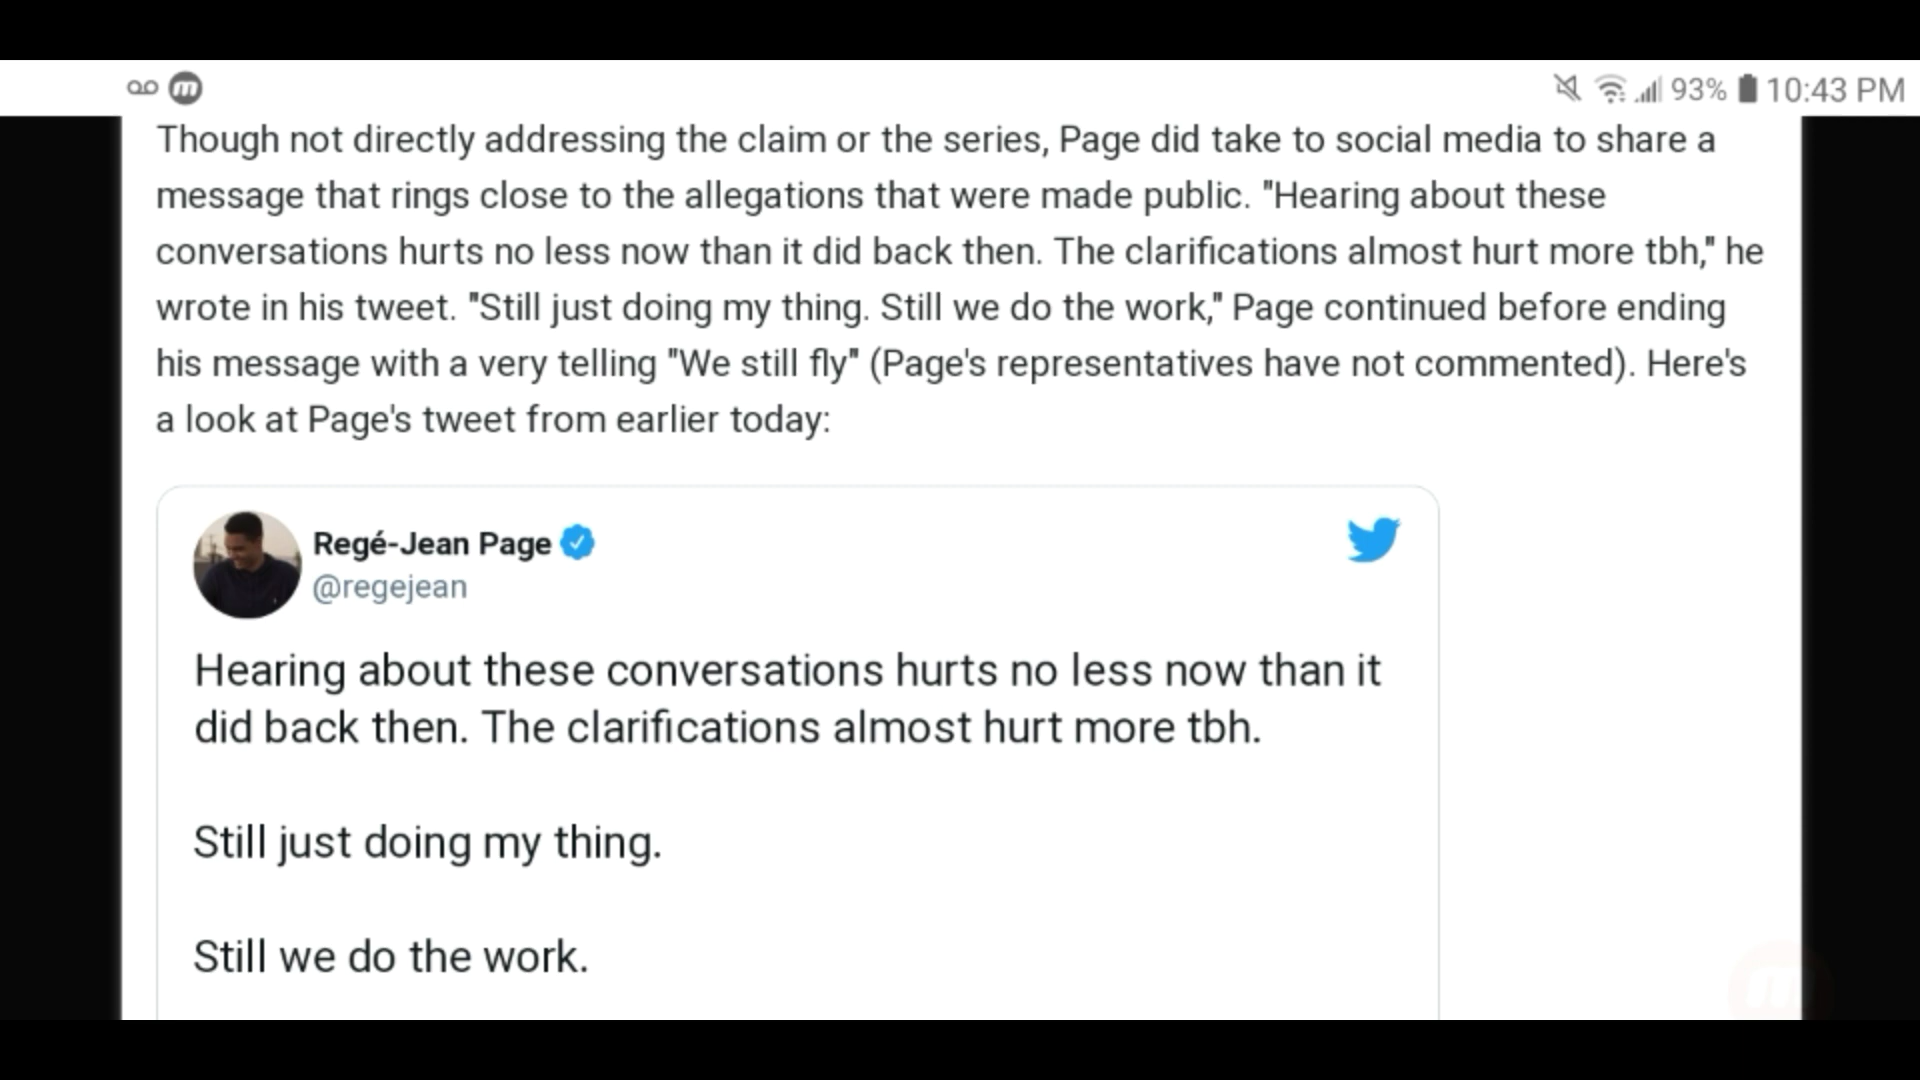 93% 10:43 PM
Though not directly addressing the claim or the series, Page did take to social media to share a
message that rings close to the allegations that were made public. "Hearing about these
conversations hurts no less now than it did back then. The clarifications almost hurt more tbh," he
wrote in his tweet. "Still just doing my thing. Still we do the work," Page continued before ending
his message with a very telling "We still fly" (Page's representatives have not commented). Here's
a look at Page's tweet from earlier today:
Regé-Jean Page
@regejean
Hearing about these conversations hurts no less now than it
did back then. The clarifications almost hurt more tbh.
Still just doing my thing.
Still we do the work.